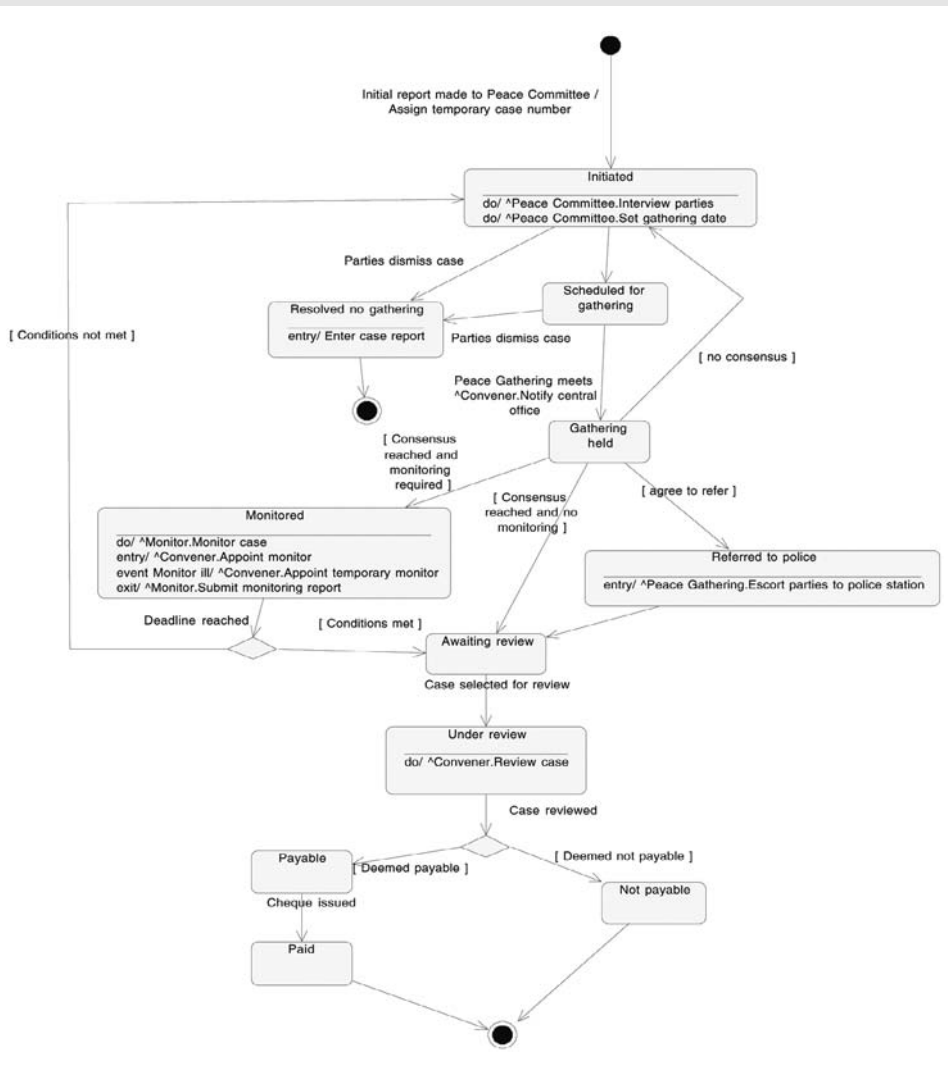 Initial report made to Peace Committee /
Assign temporary case number
Initiated
do/ ^Peace Committee.Interview parties
do/ ^Peace Committee.Set gathering date
Parties dismiss case
Scheduled for
gathering
Resolved no gathering
entry/ Enter case report
Parties dismiss case
[ Conditions not met ]
[ no consensus ]
Peace Gathering meets
^Convener.Notify central
office
Gathering
held
[ Consensus
reached and
monitoring
required ]
[ Consensus
reached and no
monitoring ]
[ agree to refer ]
Monitored
do/ ^Monitor.Monitor case
entry/ ^Convener.Appoint monitor
event Monitor ill/ ^Convener.Appoint temporary monitor
exit/ ^Monitor.Submit monitoring report
Referred to police
entry/ ^Peace Gathering.Escort parties to police station
Deadline reached
[ Conditions met ]
Awaiting review
Case selected for review
Under review
do/ ^Convener.Review case
Case reviewed
Payable
[ Deemed payable ]
[ Deemed not payable ]
Not payable
Cheque issued
Paid